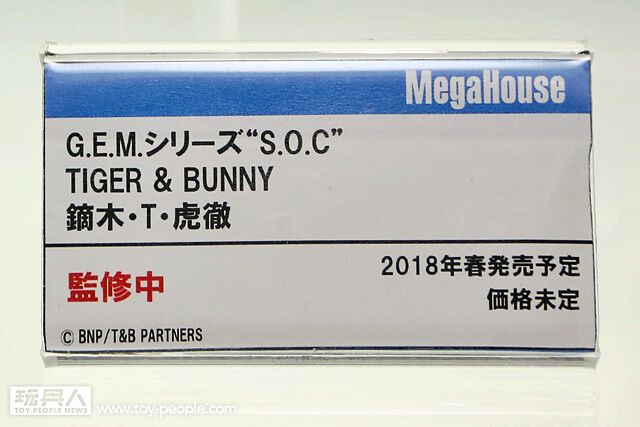 MegaHouse
G.E.M.シリーズ“S.O.C”
TIGER & BUNNY
鏑木・T・虎徹
監修中
2018年春発売予定
価格未定
© BNP/T&B PARTNERS
玩具人
TOY PEOPLE NEWS
www.toy-people.com